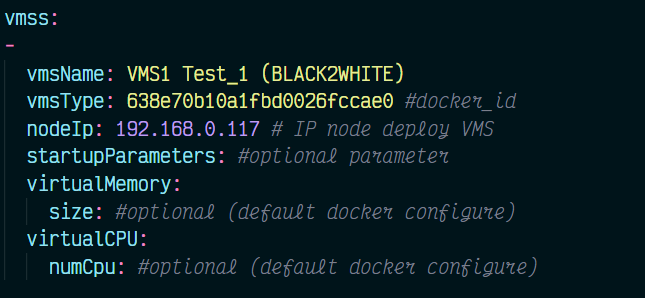 vmss:
-
vmsName: VMS1 Test_1 (BLACK2WHITE)
vmsType: 638e70b10a1fbd0026fccae0 #docker_id
nodeIp: 192.168.0.117 # IP node deploy VMS
startupParameters: #optional parameter
virtualMemory:
size: #optional (default docker configure)
virtualCPU:
numCpu: #optional (default docker configure)